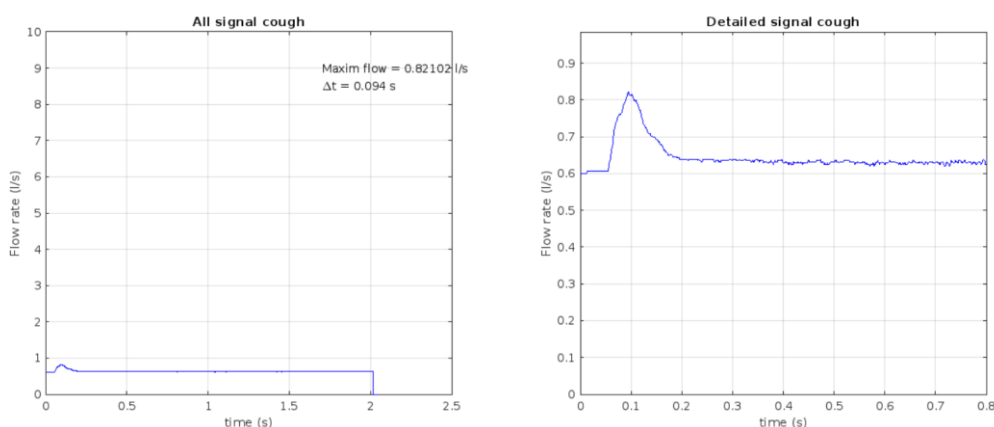 All signal cough
10
9
8
7
6
5
4
3
2
1
0
Flow rate (l/s)
Maxim flow = 0.82102 l/s
Δt = 0.094 s
0 0.5 1 1.5 2 2.5
time (s)
Detailed signal cough
0.9
0.8
0.7
0.6
0.5
0.4
0.3
0.2
0.1
0
Flow rate (l/s)
0 0.1 0.2 0.3 0.4 0.5 0.6 0.7 0.8
time (s)